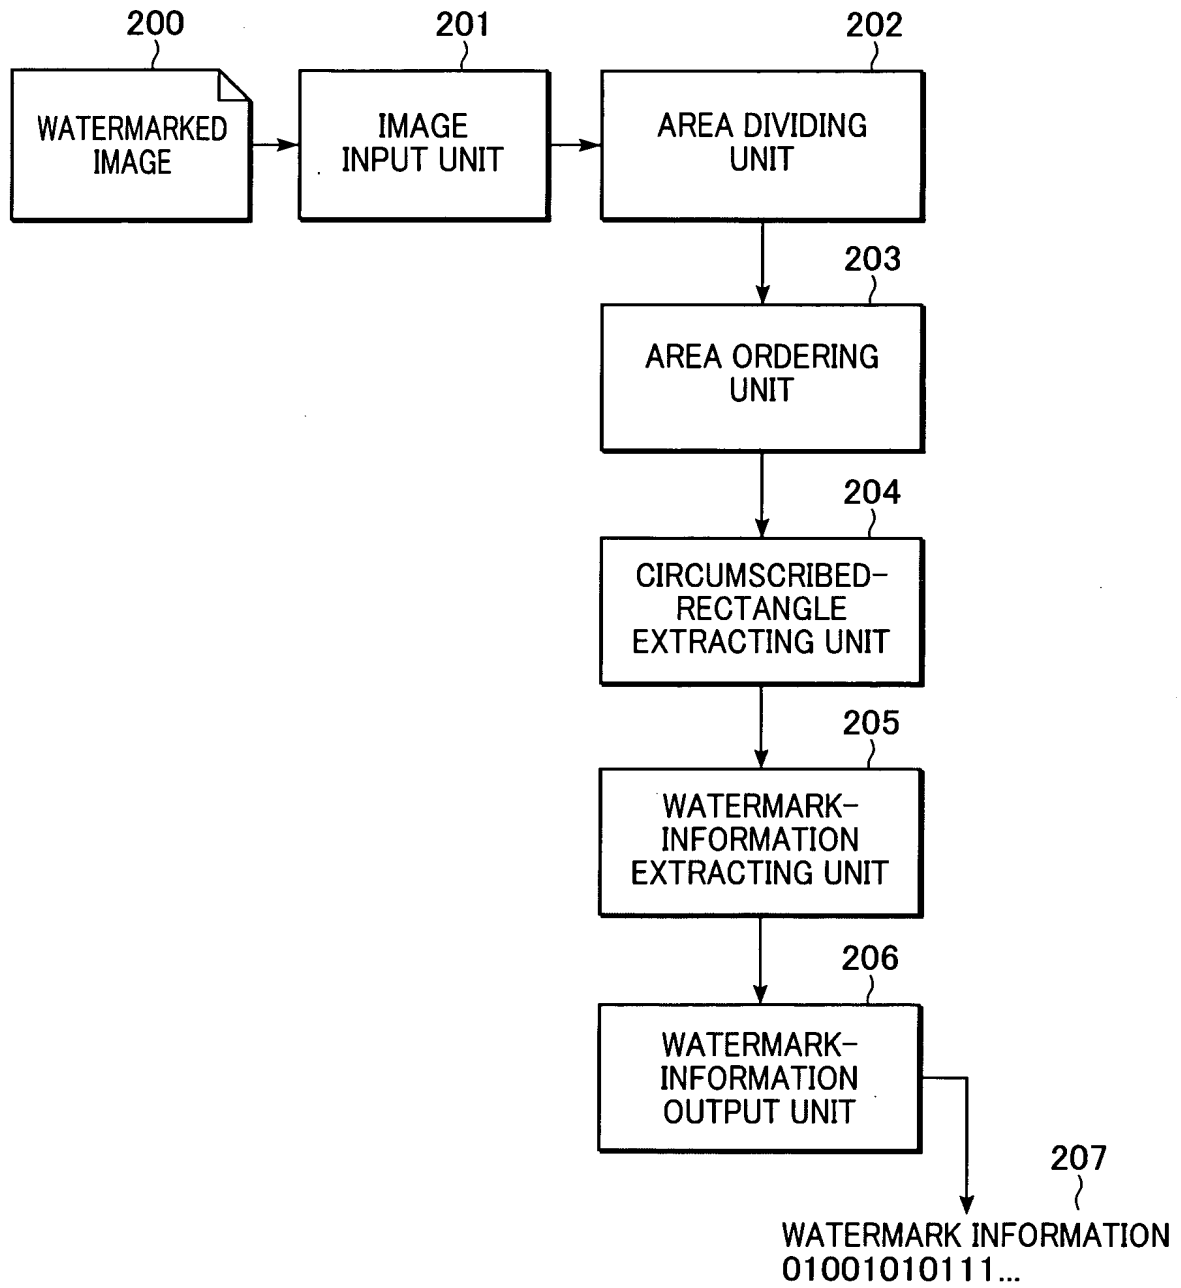 200
201
202
WATERMARKED
IMAGE
IMAGE
INPUT UNIT
AREA DIVIDING
UNIT
203
AREA ORDERING
UNIT
204
CIRCUMSCRIBED-
RECTANGLE
EXTRACTING UNIT
205
WATERMARK-
INFORMATION
EXTRACTING UNIT
206
WATERMARK-
INFORMATION
OUTPUT UNIT
207
WATERMARK INFORMATION
01001010111...